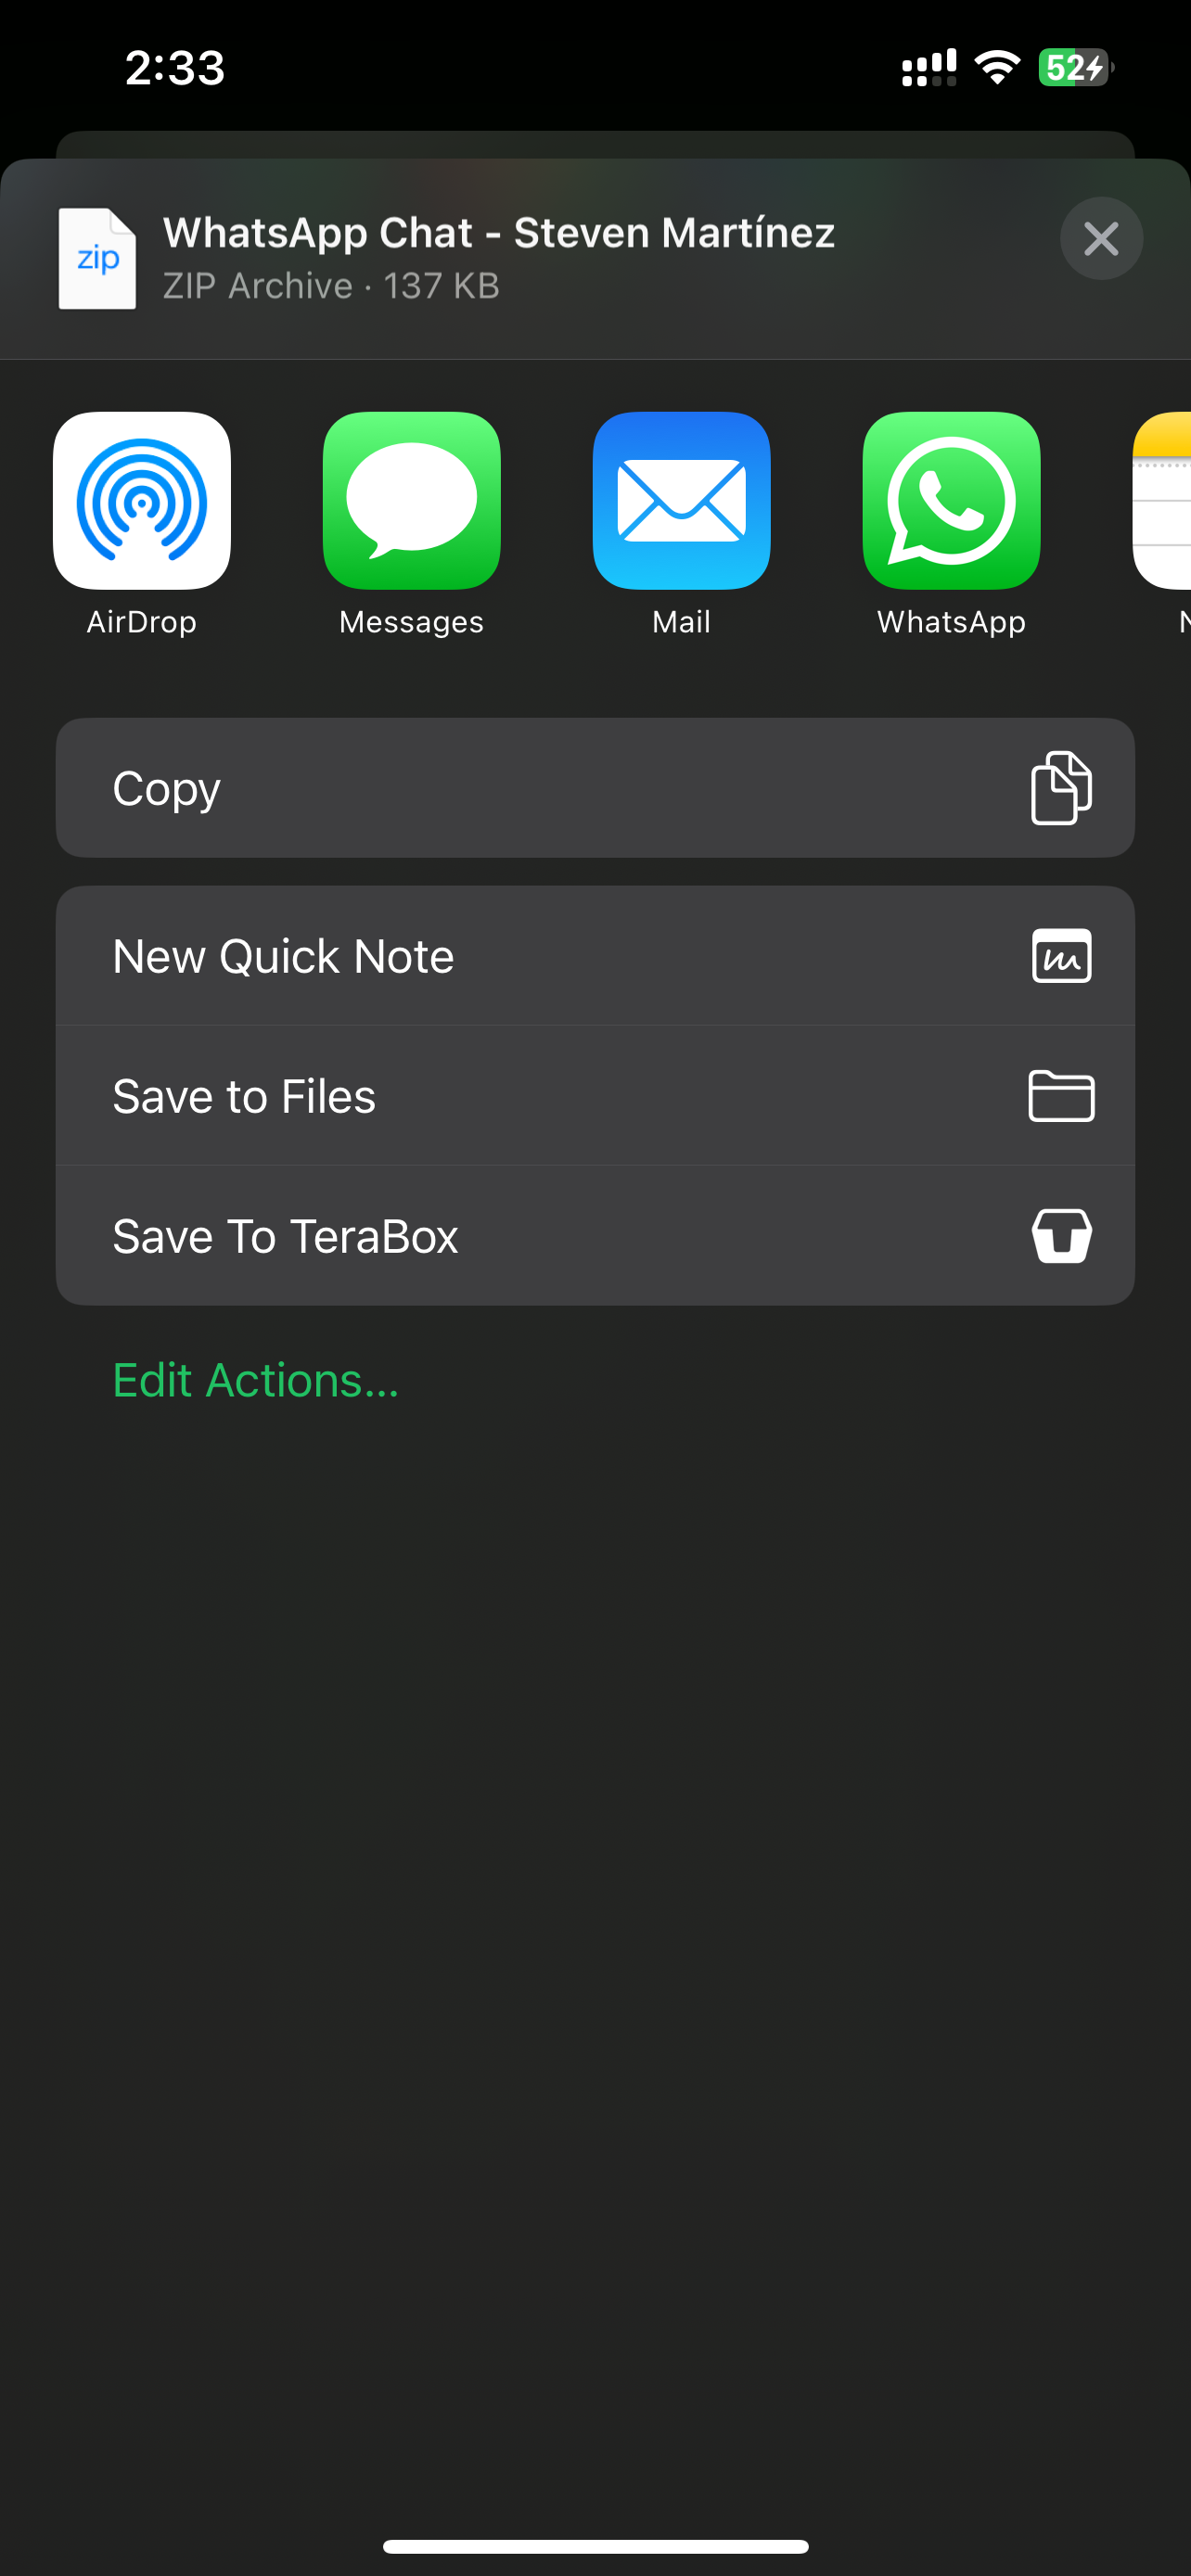 2:33
52
WhatsApp Chat - Steven Martínez
zip
ZIP Archive · 137 KB
AirDrop
Messages
Mail
WhatsApp
Copy
New Quick Note
Save to Files
Save To TeraBox
Edit Actions...